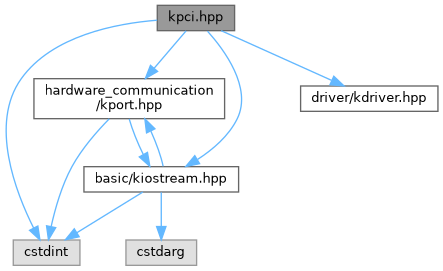 kpci.hpp
hardware_communication
/kport.hpp
driver/kdriver.hpp
basic/kiostream.hpp
cstdint
cstdarg